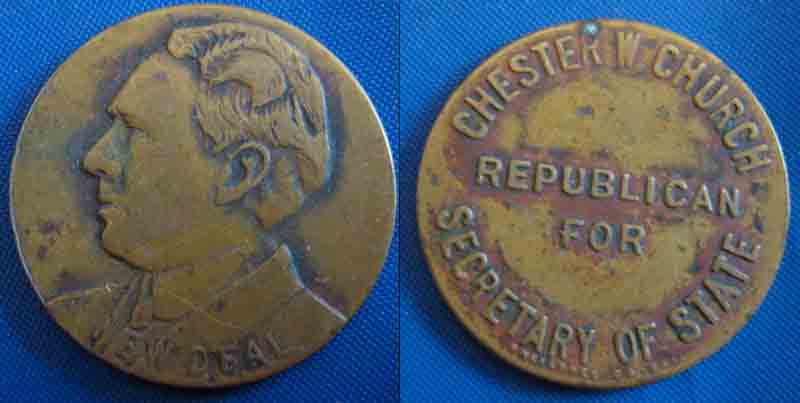 NEW DEAL
CHESTER W. CHURCH
REPUBLICAN
FOR
SECRETARY OF STATE